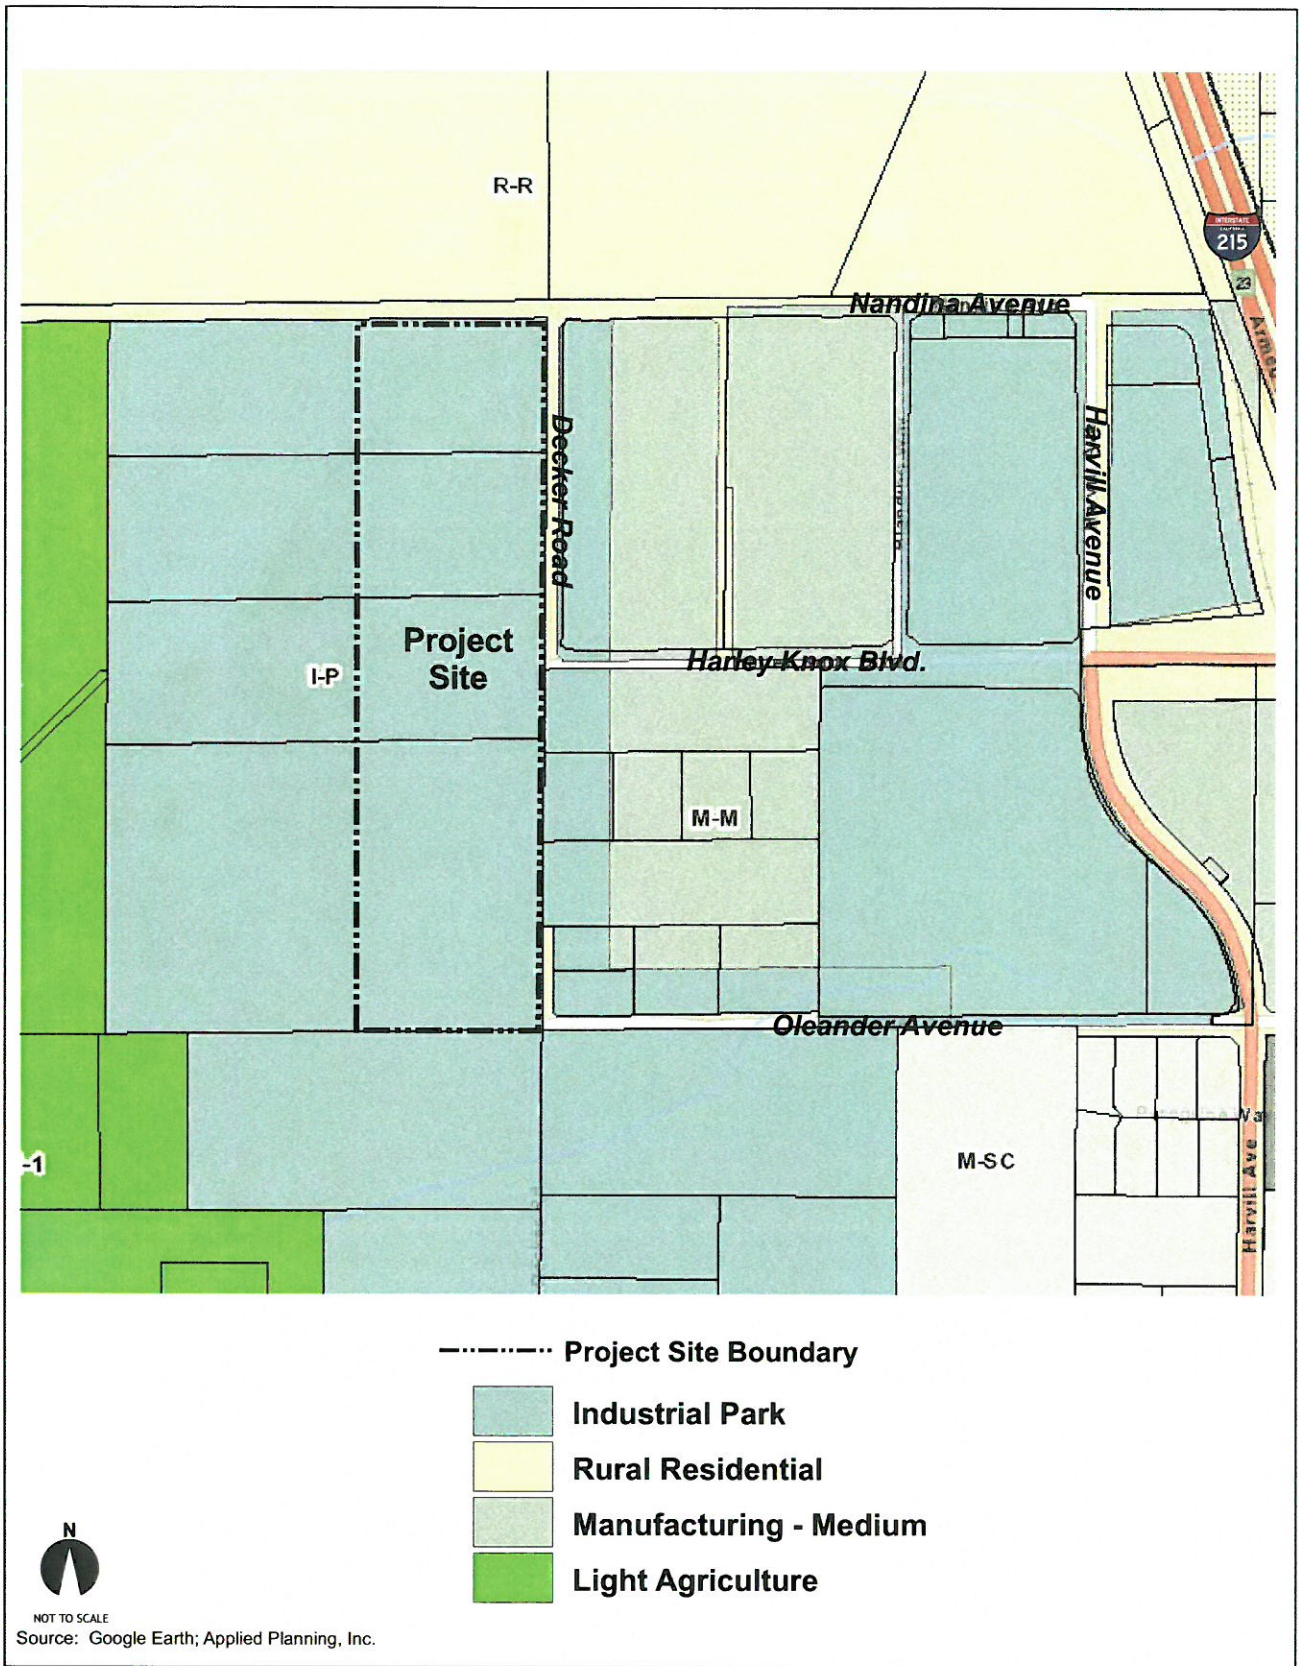 R-R
INTERSTATE
CALIFORNIA
215
23
Nandina Avenue
Armed
Decker Road
Harvill Avenue
Project
Site
Harley Knox Blvd.
I-P
M-M
Oleander Avenue
-1
M-SC
Harvill Ave
Project Site Boundary
Industrial Park
Rural Residential
Manufacturing - Medium
Light Agriculture
N
NOT TO SCALE
Source: Google Earth; Applied Planning, Inc.